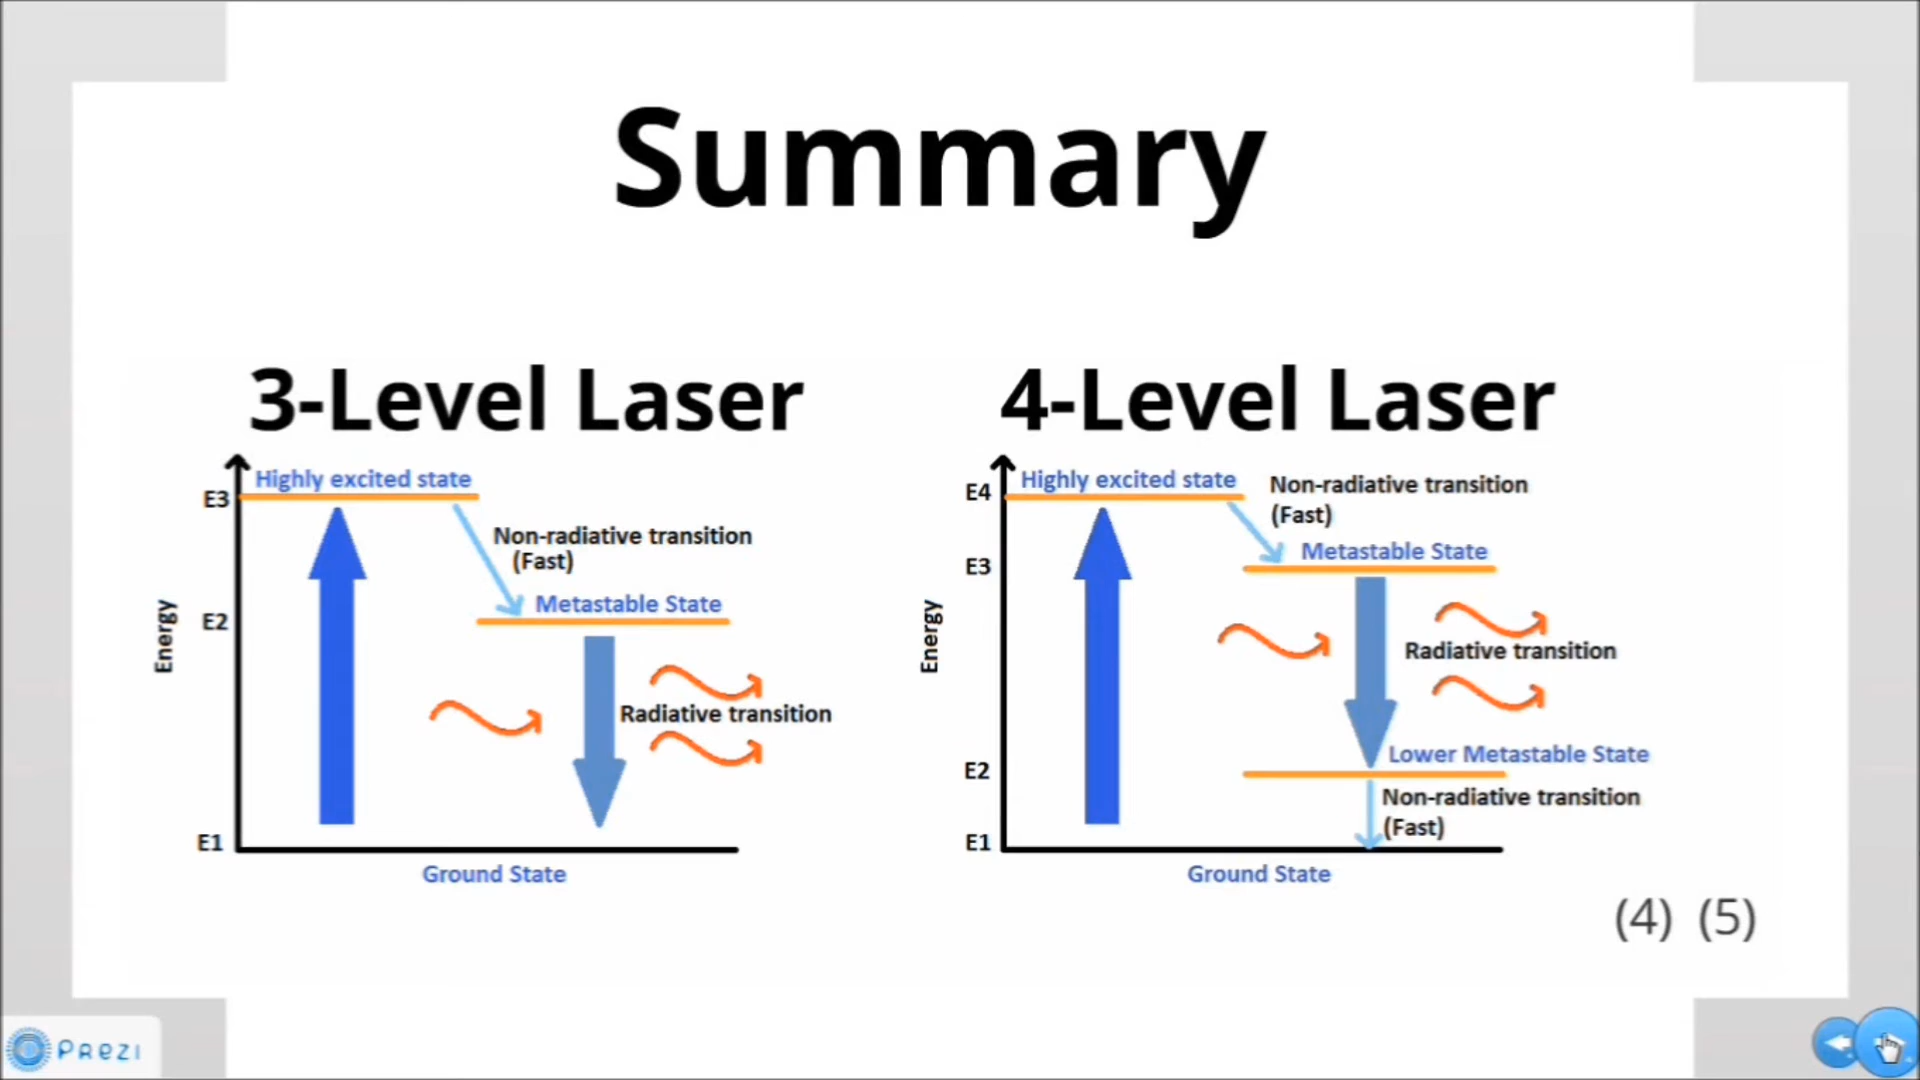 Summary
3-Level Laser
Highly excited state
E3
Non-radiative transition
(Fast)
Metastable State
E2
Energy
Radiative transition
E1
Ground State
4-Level Laser
Highly excited state
E4
Non-radiative transition
(Fast)
Metastable State
E3
Energy
Radiative transition
Lower Metastable State
E2
Non-radiative transition
(Fast)
E1
Ground State
(4) (5)
Prezi